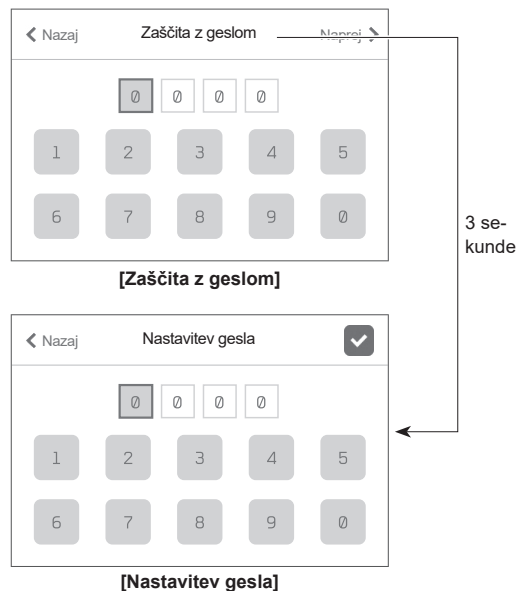 Nazaj Zaščita z geslom Naprej
0 0 0 0
1 2 3 4 5
6 7 8 9 0
[Zaščita z geslom]
3 se-
kunde
Nazaj Nastavitev gesla
0 0 0 0
1 2 3 4 5
6 7 8 9 0
[Nastavitev gesla]